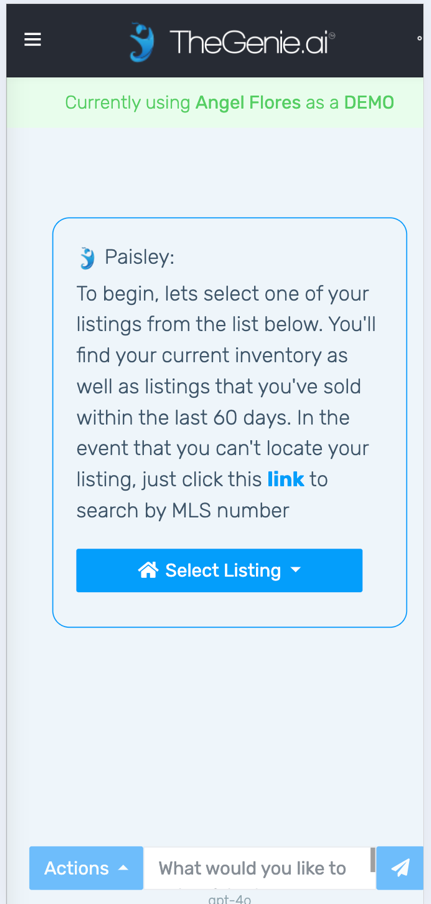 TheGenie.ai
Currently using Angel Flores as a DEMO
Paisley:
To begin, lets select one of your
listings from the list below. You'll
find your current inventory as
well as listings that you've sold
within the last 60 days. In the
event that you can't locate your
listing, just click this link to
search by MLS number
Select Listing
Actions
What would you like to
gpt-4o